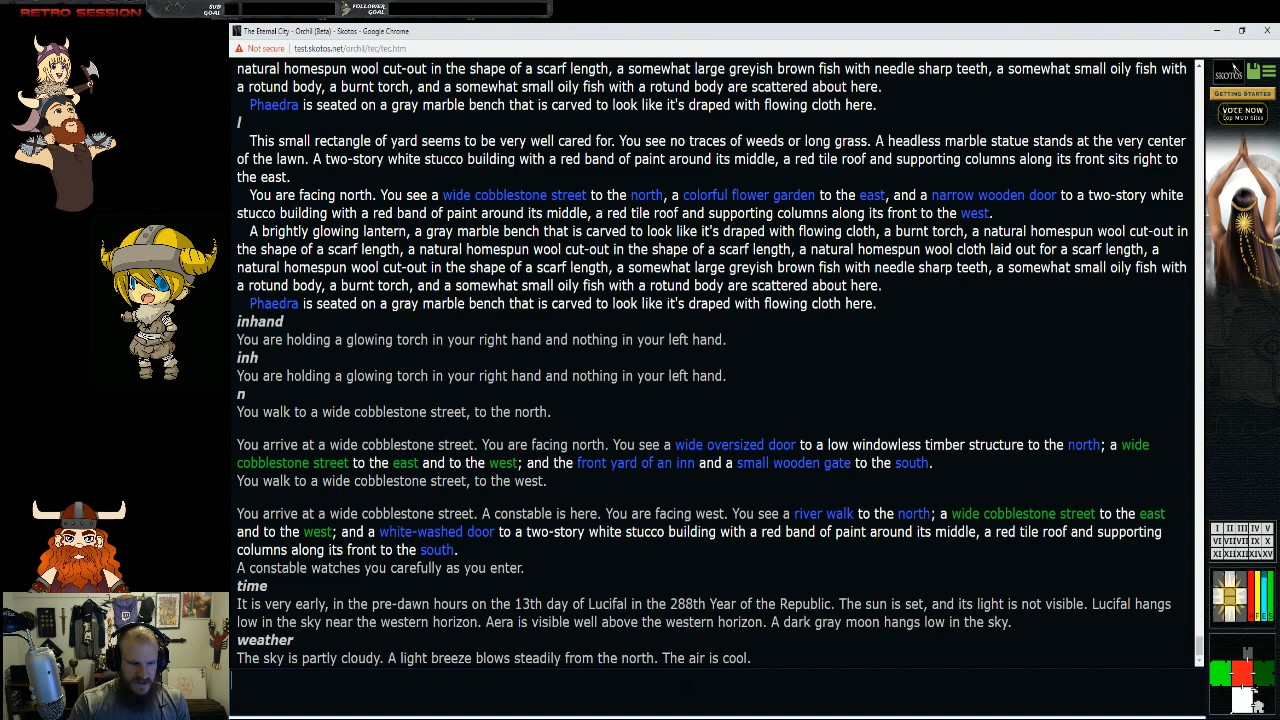 RETRO SESSION
SUB
GOAL
FOLLOWER
GOAL
The Eternal City - Orchil (Beta) - Skotos - Google Chrome
Not secure test.skotos.net/orchil/tec/tec.htm
natural homespun wool cut-out in the shape of a scarf length, a somewhat large greyish brown fish with needle sharp teeth, a somewhat small oily fish with
a rotund body, a burnt torch, and a somewhat small oily fish with a rotund body are scattered about here.
Phaedra is seated on a gray marble bench that is carved to look like it's draped with flowing cloth here.
l
This small rectangle of yard seems to be very well cared for. You see no traces of weeds or long grass. A headless marble statue stands at the very center
of the lawn. A two-story white stucco building with a red band of paint around its middle, a red tile roof and supporting columns along its front sits right to
the east.
You are facing north. You see a wide cobblestone street to the north, a colorful flower garden to the east, and a narrow wooden door to a two-story white
stucco building with a red band of paint around its middle, a red tile roof and supporting columns along its front to the west.
A brightly glowing lantern, a gray marble bench that is carved to look like it's draped with flowing cloth, a burnt torch, a natural homespun wool cut-out in
the shape of a scarf length, a natural homespun wool cut-out in the shape of a scarf length, a natural homespun wool cloth laid out for a scarf length, a
natural homespun wool cut-out in the shape of a scarf length, a somewhat large greyish brown fish with needle sharp teeth, a somewhat small oily fish with
a rotund body, a burnt torch, and a somewhat small oily fish with a rotund body are scattered about here.
Phaedra is seated on a gray marble bench that is carved to look like it's draped with flowing cloth here.
inhand
You are holding a glowing torch in your right hand and nothing in your left hand.
inh
You are holding a glowing torch in your right hand and nothing in your left hand.
n
You walk to a wide cobblestone street, to the north.
You arrive at a wide cobblestone street. You are facing north. You see a wide oversized door to a low windowless timber structure to the north; a wide
cobblestone street to the east and to the west; and the front yard of an inn and a small wooden gate to the south.
You walk to a wide cobblestone street, to the west.
You arrive at a wide cobblestone street. A constable is here. You are facing west. You see a river walk to the north; a wide cobblestone street to the east
and to the west; and a white-washed door to a two-story white stucco building with a red band of paint around its middle, a red tile roof and supporting
columns along its front to the south.
A constable watches you carefully as you enter.
time
It is very early, in the pre-dawn hours on the 13th day of Lucifal in the 288th Year of the Republic. The sun is set, and its light is not visible. Lucifal hangs
low in the sky near the western horizon. Aera is visible well above the western horizon. A dark gray moon hangs low in the sky.
weather
The sky is partly cloudy. A light breeze blows steadily from the north. The air is cool.
SKOTOS
GETTING STARTED
VOTE NOW
Top MUD Sites
I II III IV V
VI VII VIII IX X
XI XII XIII XIV XV